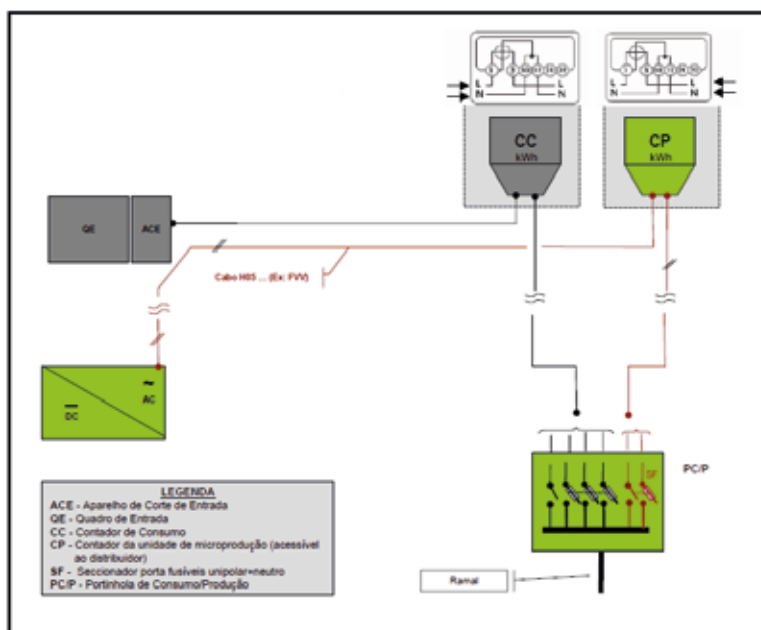 L
N
L
N
L
N
L
N
CC
kWh
CP
kWh
QE
ACE
Cabo H05 ... (Ex: FVV)
AC
DC
SF
PC/P
Ramal
LEGENDA
ACE - Aparelho de Corte de Entrada
QE - Quadro de Entrada
CC - Contador de Consumo
CP - Contador da unidade de microprodução (acessível
ao distribuidor)
SF - Seccionador porta fusíveis unipolar+neutro
PC/P - Portinhola de Consumo/Produção